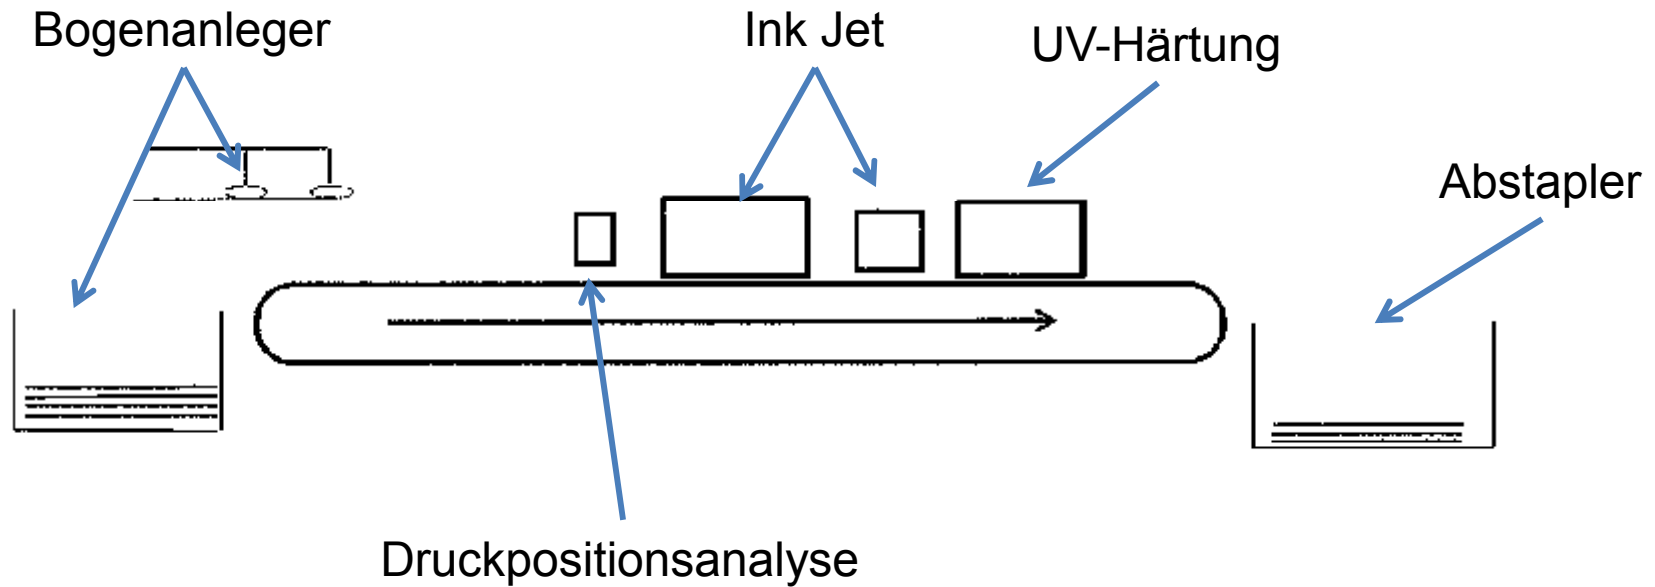 Bogenanleger
Ink Jet
UV-Härtung
Abstapler
Druckpositionsanalyse